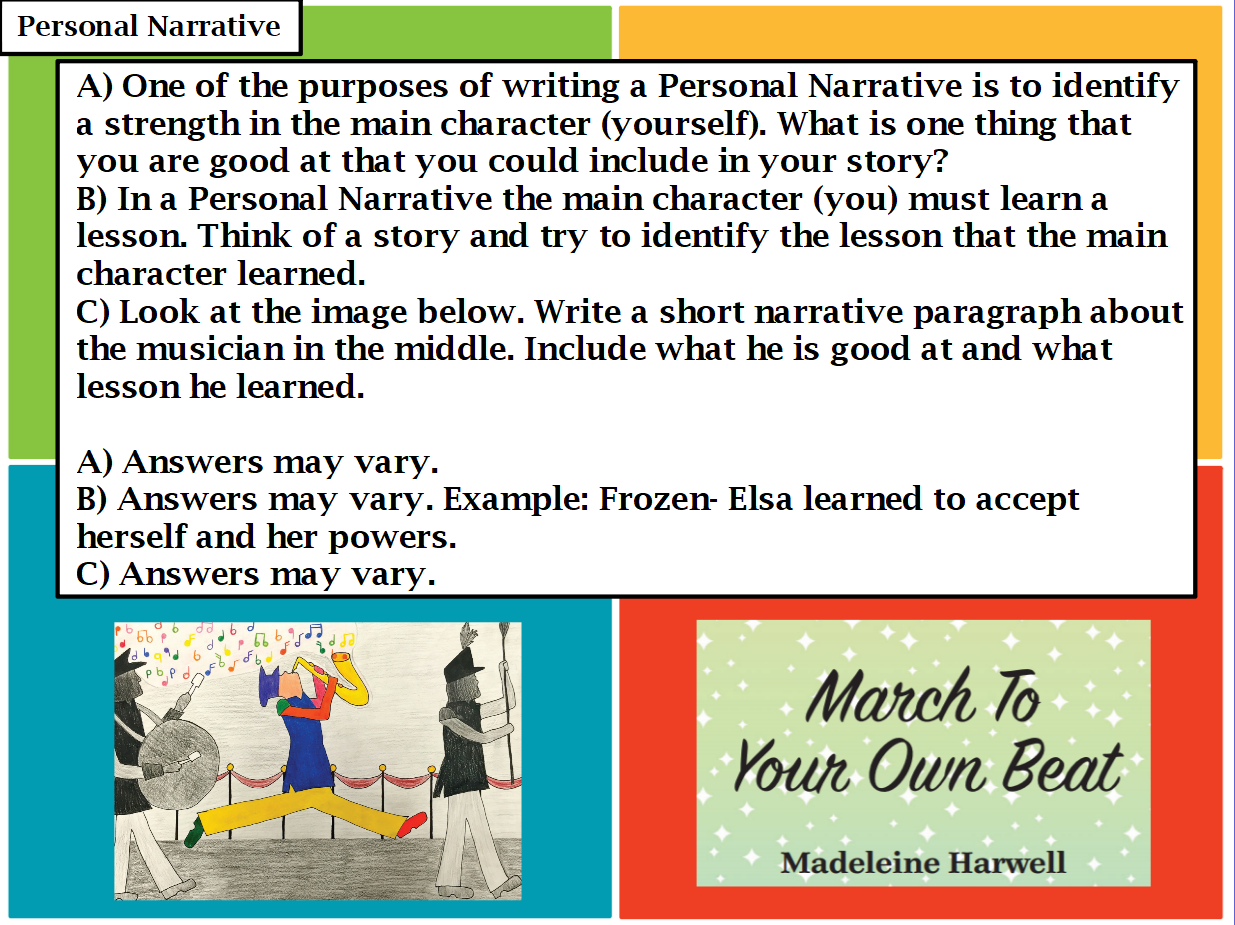 Personal Narrative
A) One of the purposes of writing a Personal Narrative is to identify
a strength in the main character (yourself). What is one thing that
you are good at that you could include in your story?
B) In a Personal Narrative the main character (you) must learn a
lesson. Think of a story and try to identify the lesson that the main
character learned.
C) Look at the image below. Write a short narrative paragraph about
the musician in the middle. Include what he is good at and what
lesson he learned.
A) Answers may vary.
B) Answers may vary. Example: Frozen- Elsa learned to accept
herself and her powers.
C) Answers may vary.
March To
Your Own Beat
Madeleine Harwell